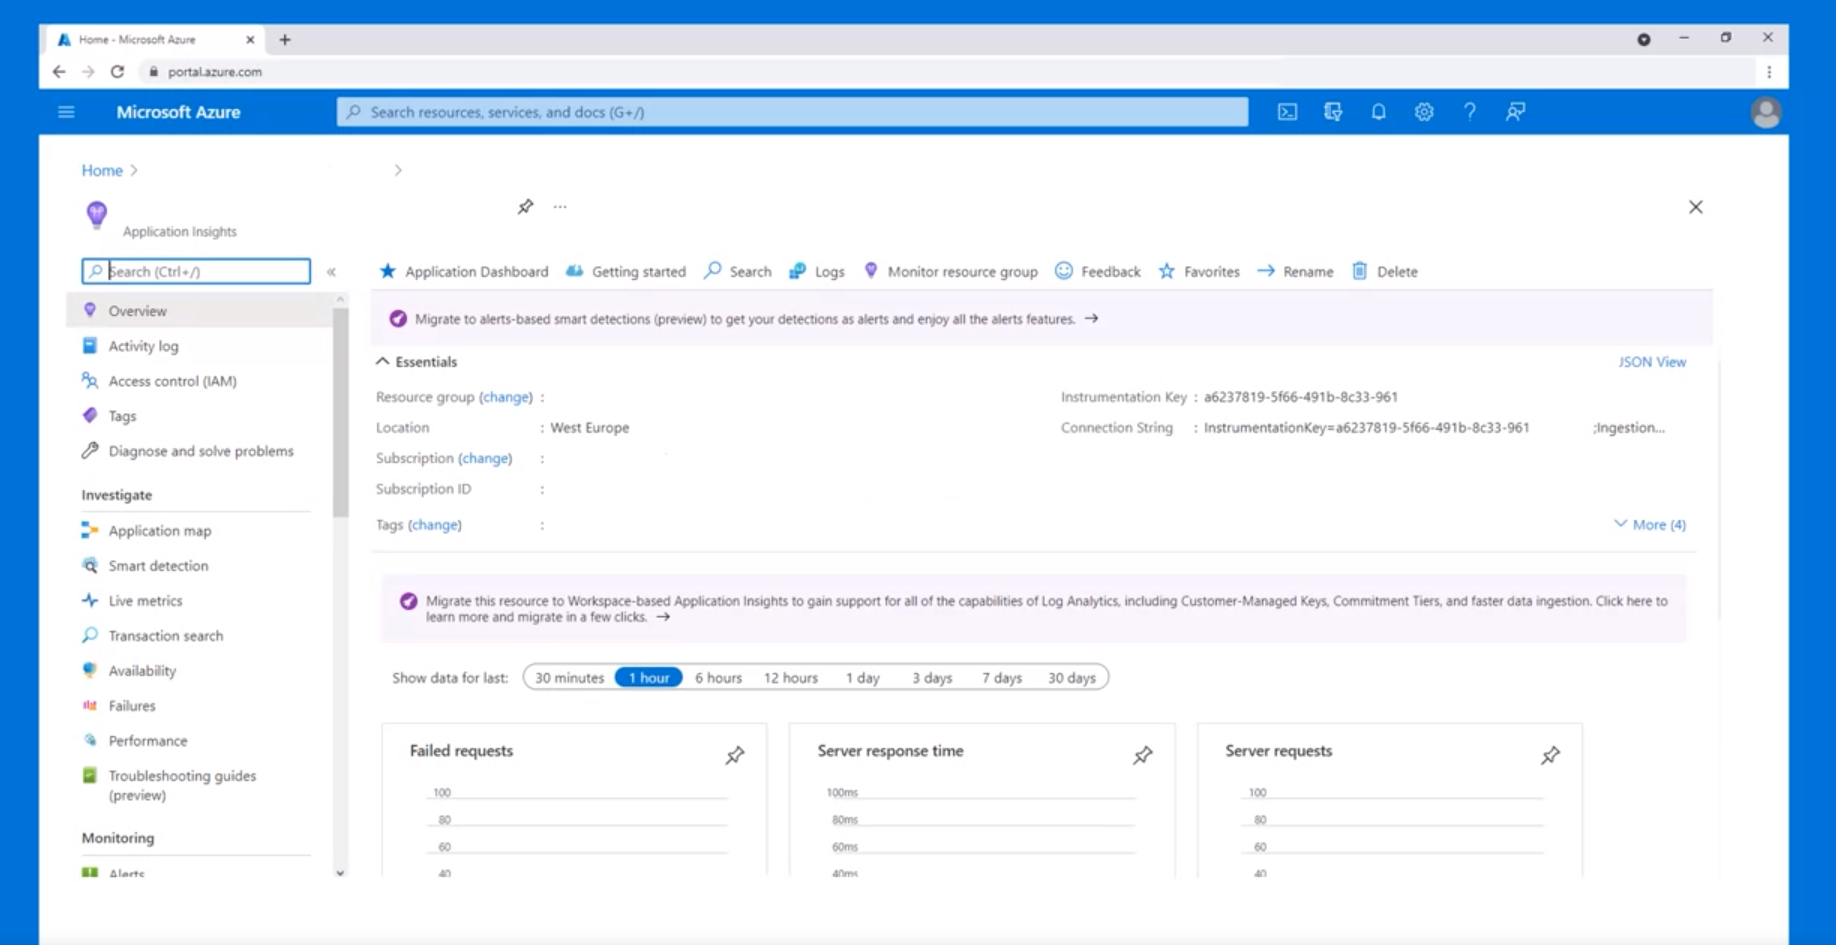 Home - Microsoft Azure
portal.azure.com
Microsoft Azure
Search resources, services, and docs (G+/)
Home
Application Insights
Search (Ctrl+/)
Overview
Activity log
Access control (IAM)
Tags
Diagnose and solve problems
Investigate
Application map
Smart detection
Live metrics
Transaction search
Availability
Failures
Performance
Troubleshooting guides
(preview)
Monitoring
Alerts
Application Dashboard Getting started Search Logs Monitor resource group Feedback Favorites Rename Delete
Migrate to alerts-based smart detections (preview) to get your detections as alerts and enjoy all the alerts features. →
Essentials JSON View
Resource group (change) :
Location : West Europe
Subscription (change) :
Subscription ID :
Tags (change) :
Instrumentation Key : a6237819-5f66-491b-8c33-961
Connection String : InstrumentationKey=a6237819-5f66-491b-8c33-961 ;Ingestion...
More (4)
Migrate this resource to Workspace-based Application Insights to gain support for all of the capabilities of Log Analytics, including Customer-Managed Keys, Commitment Tiers, and faster data ingestion. Click here to
learn more and migrate in a few clicks. →
Show data for last: 30 minutes 1 hour 6 hours 12 hours 1 day 3 days 7 days 30 days
Failed requests
100
80
60
40
Server response time
100ms
80ms
60ms
40ms
Server requests
100
80
60
40